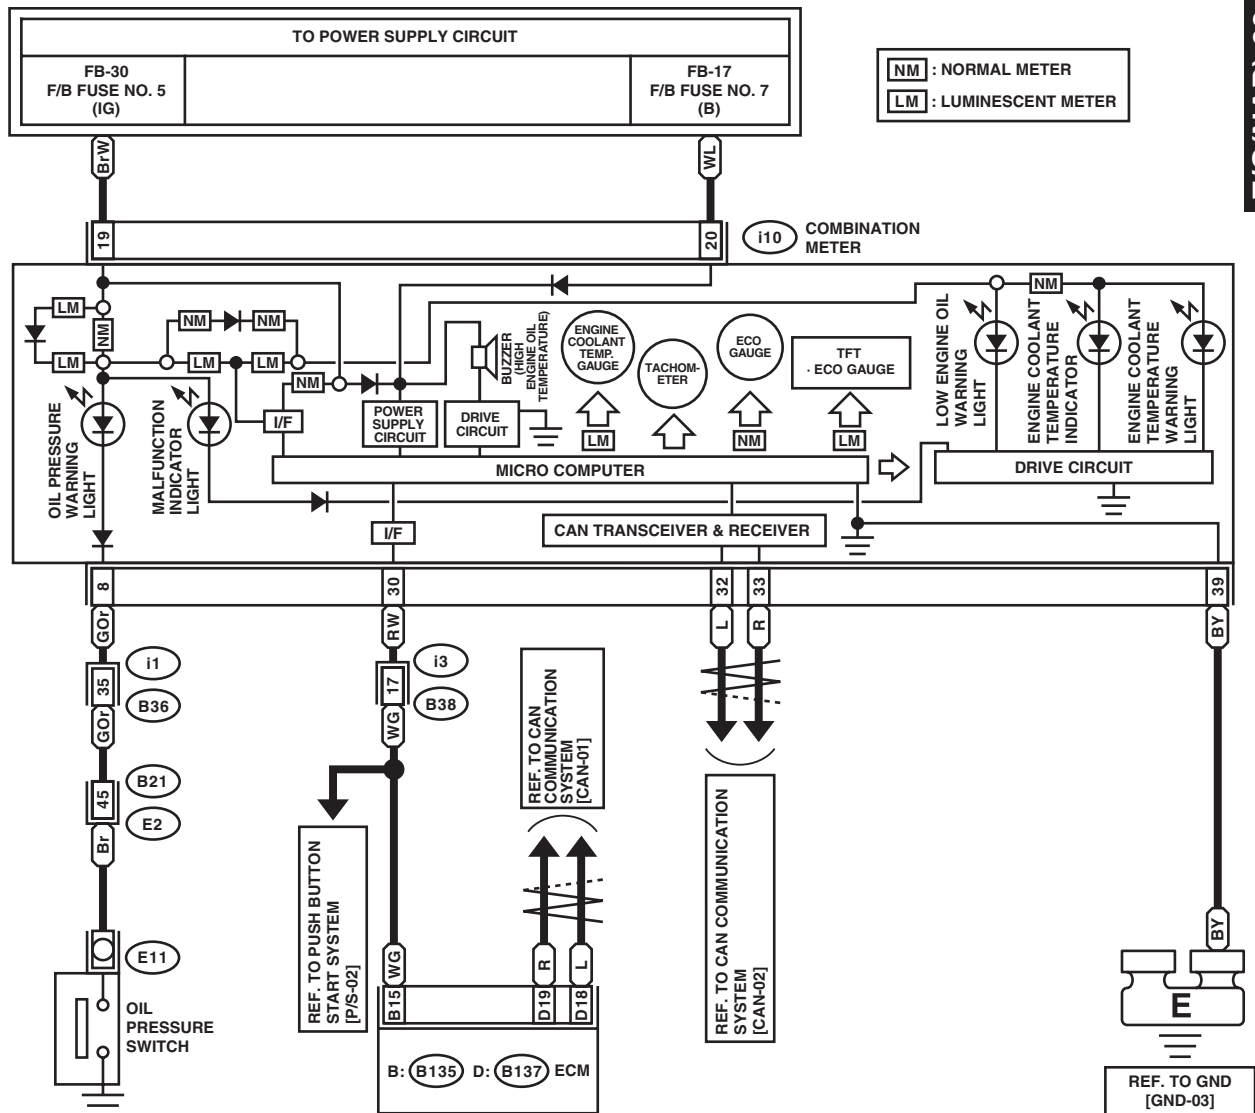 TO POWER SUPPLY CIRCUIT
FB-30
F/B FUSE NO. 5
(IG)
FB-17
F/B FUSE NO. 7
(B)
NM : NORMAL METER
LM : LUMINESCENT METER
BrW
WL
19
20
i10
COMBINATION
METER
LM
NM
LM
NM
NM
LM
LM
NM
I/F
OIL PRESSURE
WARNING
LIGHT
MALFUNCTION
INDICATOR
LIGHT
POWER
SUPPLY
CIRCUIT
DRIVE
CIRCUIT
BUZZER
(HIGH
ENGINE OIL
TEMPERATURE)
ENGINE
COOLANT
TEMP.
GAUGE
LM
TACHOM-
ETER
ECO
GAUGE
NM
TFT
· ECO GAUGE
LM
NM
LOW ENGINE OIL
WARNING
LIGHT
ENGINE COOLANT
TEMPERATURE
INDICATOR
ENGINE COOLANT
TEMPERATURE
WARNING
LIGHT
MICRO COMPUTER
DRIVE CIRCUIT
I/F
CAN TRANSCEIVER & RECEIVER
8
30
32
33
39
GOr
RW
L
R
BY
35
i1
B36
GOr
17
i3
B38
WG
45
B21
E2
Br
E11
OIL
PRESSURE
SWITCH
REF. TO PUSH BUTTON
START SYSTEM
[P/S-02]
REF. TO CAN
COMMUNICATION
SYSTEM
[CAN-01]
REF. TO CAN COMMUNICATION
SYSTEM
[CAN-02]
WG
R
L
B15
D19
D18
B: B135 D: B137 ECM
BY
E
REF. TO GND
[GND-03]